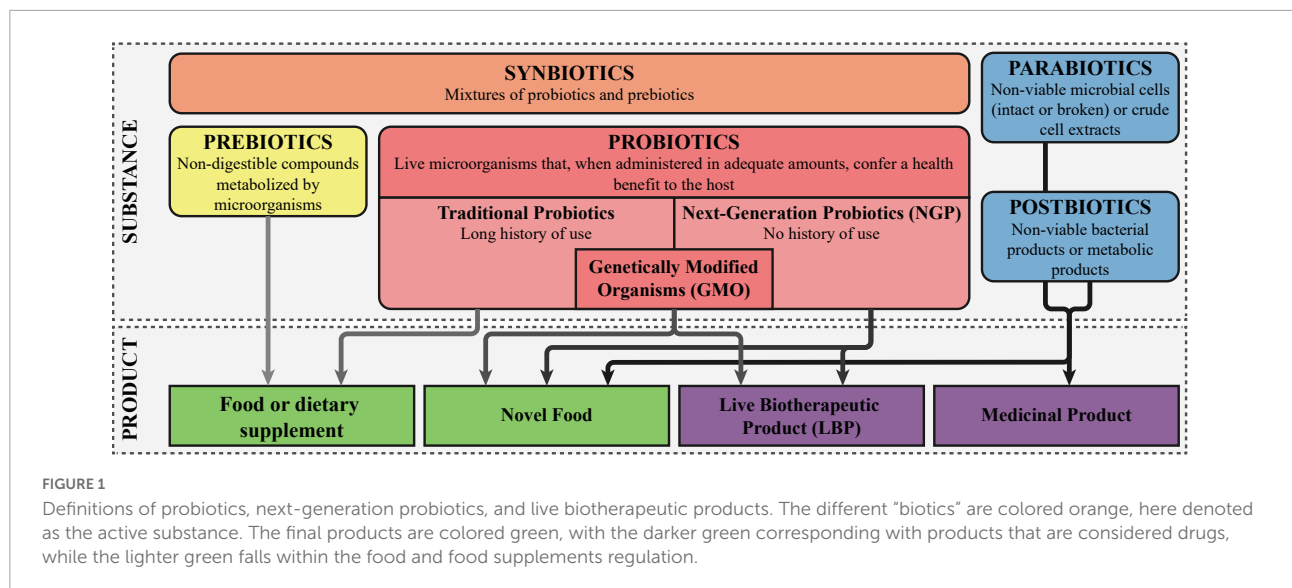 SUBSTANCE
SYNBIOTICS
Mixtures of probiotics and prebiotics
PARABIOTICS
Non-viable microbial cells
(intact or broken) or crude
cell extracts
PREBIOTICS
Non-digestible compounds
metabolized by
microorganisms
PROBIOTICS
Live microorganisms that, when administered in adequate amounts, confer a health
benefit to the host
Traditional Probiotics
Long history of use
Next-Generation Probiotics (NGP)
No history of use
Genetically Modified
Organisms (GMO)
POSTBIOTICS
Non-viable bacterial
products or metabolic
products
PRODUCT
Food or dietary
supplement
Novel Food
Live Biotherapeutic
Product (LBP)
Medicinal Product
FIGURE 1
Definitions of probiotics, next-generation probiotics, and live biotherapeutic products. The different “biotics” are colored orange, here denoted
as the active substance. The final products are colored green, with the darker green corresponding with products that are considered drugs,
while the lighter green falls within the food and food supplements regulation.